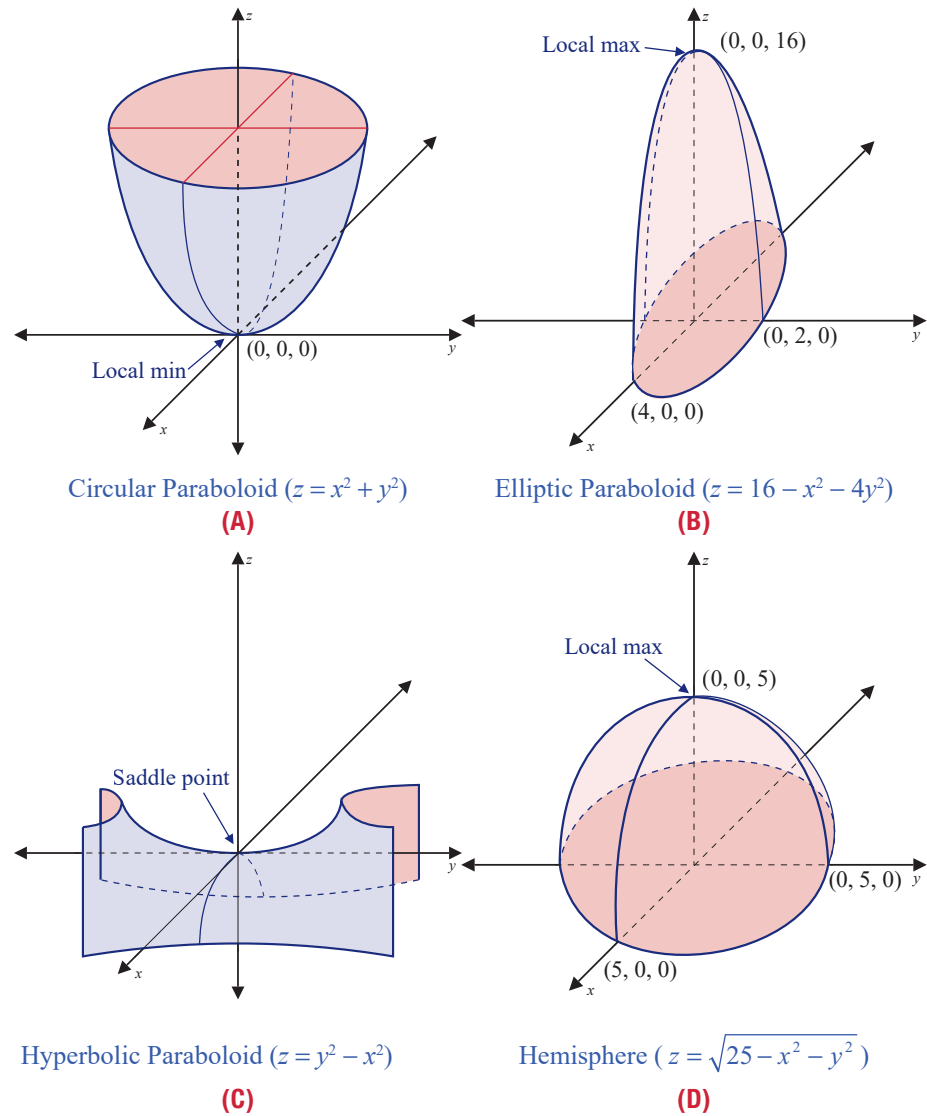 z
Local max
z
(0, 0, 16)
(0, 0, 0)
y
Local min
x
(0, 2, 0)
y
(4, 0, 0)
x
Circular Paraboloid (z = x² + y²)
(A)
Elliptic Paraboloid (z = 16 – x² – 4y²)
(B)
z
Saddle point
y
x
z
Local max
(0, 0, 5)
(0, 5, 0)
y
(5, 0, 0)
x
Hyperbolic Paraboloid (z = y² – x²)
(C)
Hemisphere ( z = √(25 – x² – y²) )
(D)